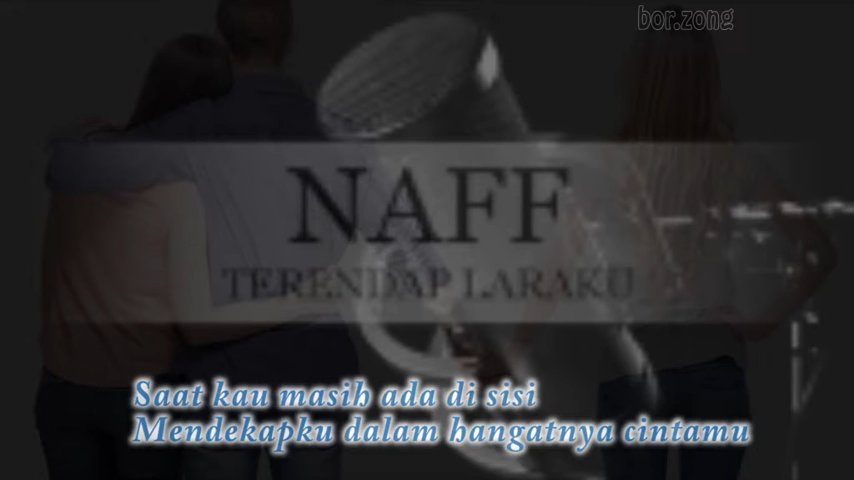 bor.zong
NAFF
TERENDAP LARAKU
Saat kau masih ada di sisi
Mendekapku dalam hangatnya cintamu